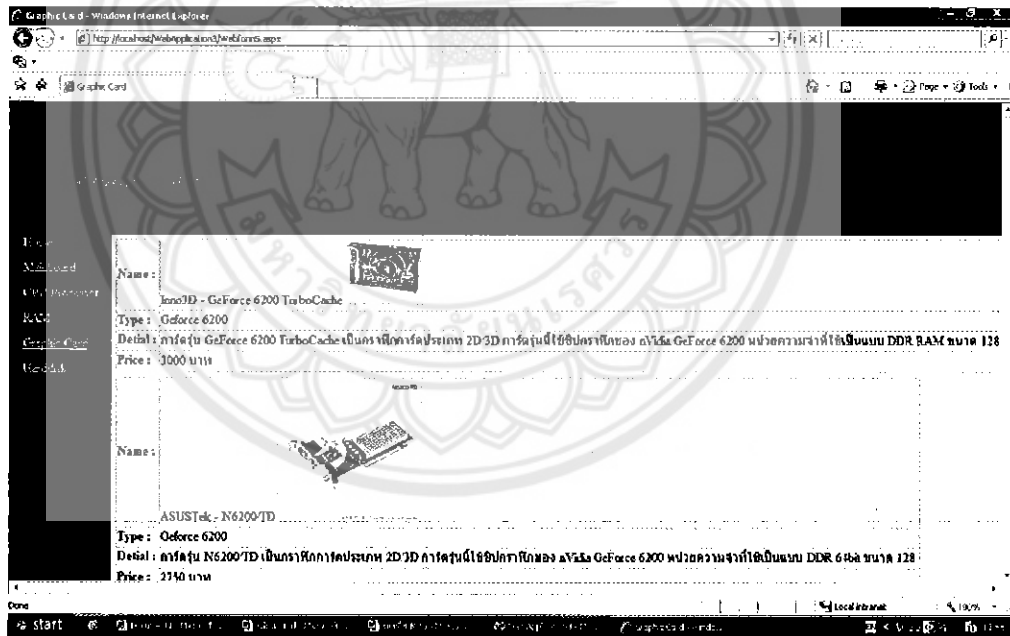 Graphic Card - Windows Internet Explorer
http://localhost/WebApplication3/WebForm5.aspx
Graphic Card
Page
Tools
Home
RAM
Graphic Card
Name :
Inno3D - GeForce 6200 TurboCache
Type : Geforce 6200
Detial : การ์ดรุ่น GeForce 6200 TurboCache เป็นกราฟิกการ์ดประเภท 2D/3D การ์ดรุ่นนี้ใช้ชิปกราฟิกของ nVidia GeForce 6200 หน่วยความจำที่ใช้เป็นแบบ DDR RAM ขนาด 128
Price : 3000 บาท
Name :
ASUSTek - N6200/TD
Type : Geforce 6200
Detial : การ์ดรุ่น N6200/TD เป็นกราฟิกการ์ดประเภท 2D/3D การ์ดรุ่นนี้ใช้ชิปกราฟิกของ nVidia GeForce 6200 หน่วยความจำที่ใช้เป็นแบบ DDR 64bit ขนาด 128
Price : 2750 บาท
Done
Local intranet
100%
start